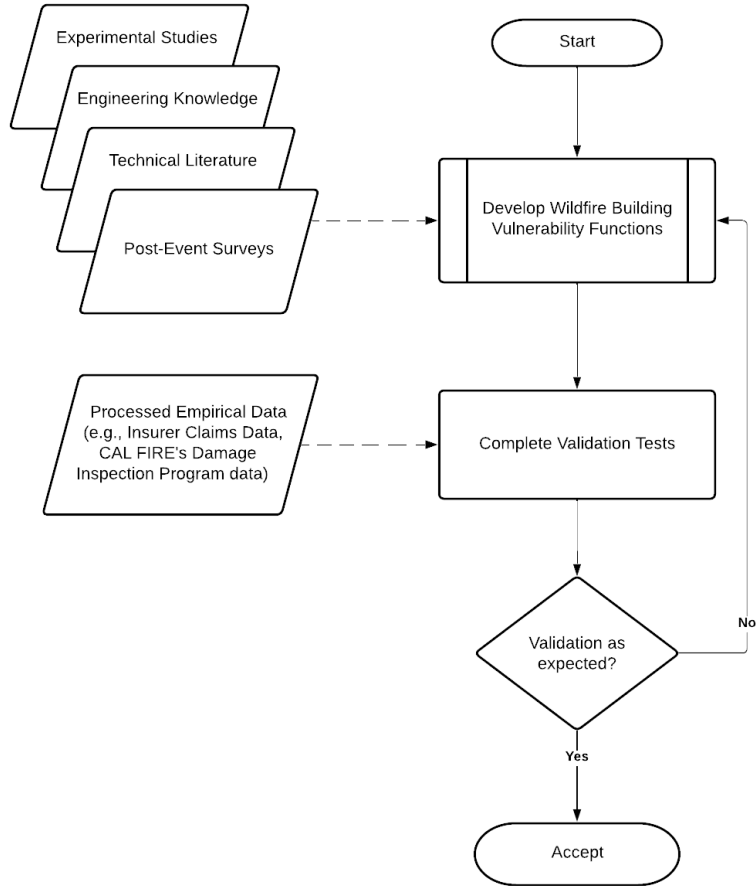 Experimental Studies
Start
Engineering Knowledge
Technical Literature
Develop Wildfire Building
Vulnerability Functions
Post-Event Surveys
Processed Empirical Data
(e.g., Insurer Claims Data,
CAL FIRE's Damage
Inspection Program data)
Complete Validation Tests
No
Validation as
expected?
Yes
Accept